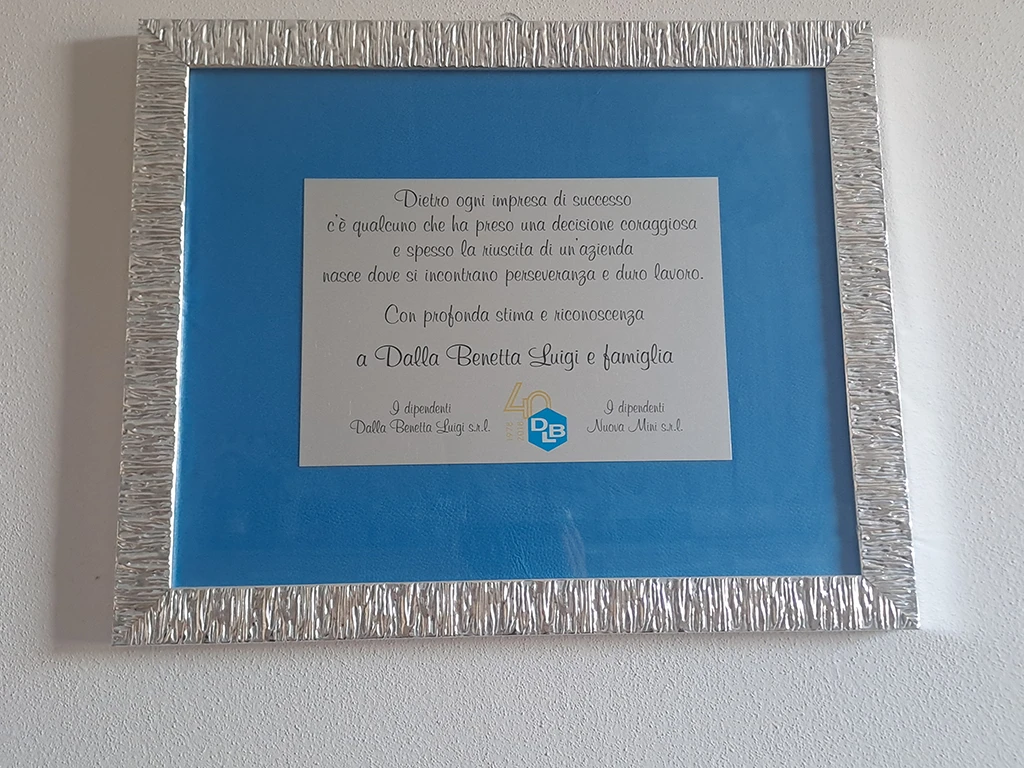 Dietro ogni impresa di successo
c'è qualcuno che ha preso una decisione coraggiosa
e spesso la riuscita di un'azienda
nasce dove si incontrano perseveranza e duro lavoro.
Con profonda stima e riconoscenza
a Dalla Benetta Luigi e famiglia
I dipendenti
Dalla Benetta Luigi s.r.l.
40
DLB
I dipendenti
Nuova Mini s.r.l.